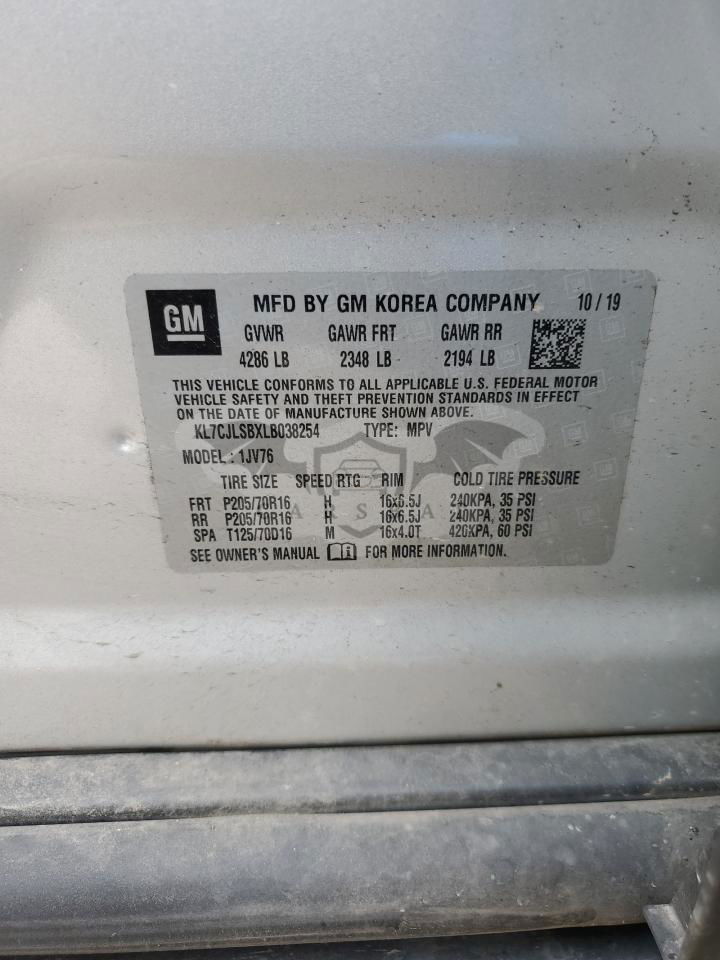 GM MFD BY GM KOREA COMPANY 10 / 19
GVWR GAWR FRT GAWR RR
4286 LB 2348 LB 2194 LB
THIS VEHICLE CONFORMS TO ALL APPLICABLE U.S. FEDERAL MOTOR
VEHICLE SAFETY AND THEFT PREVENTION STANDARDS IN EFFECT
ON THE DATE OF MANUFACTURE SHOWN ABOVE.
KL7CJLSBXLB038254 TYPE: MPV
MODEL : 1JV76
TIRE SIZE SPEED RTG RIM COLD TIRE PRESSURE
FRT P205/70R16 H 16x6.5J 240KPA, 35 PSI
RR P205/70R16 H 16x6.5J 240KPA, 35 PSI
SPA T125/70D16 M 16x4.0T 420KPA, 60 PSI
SEE OWNER'S MANUAL FOR MORE INFORMATION.